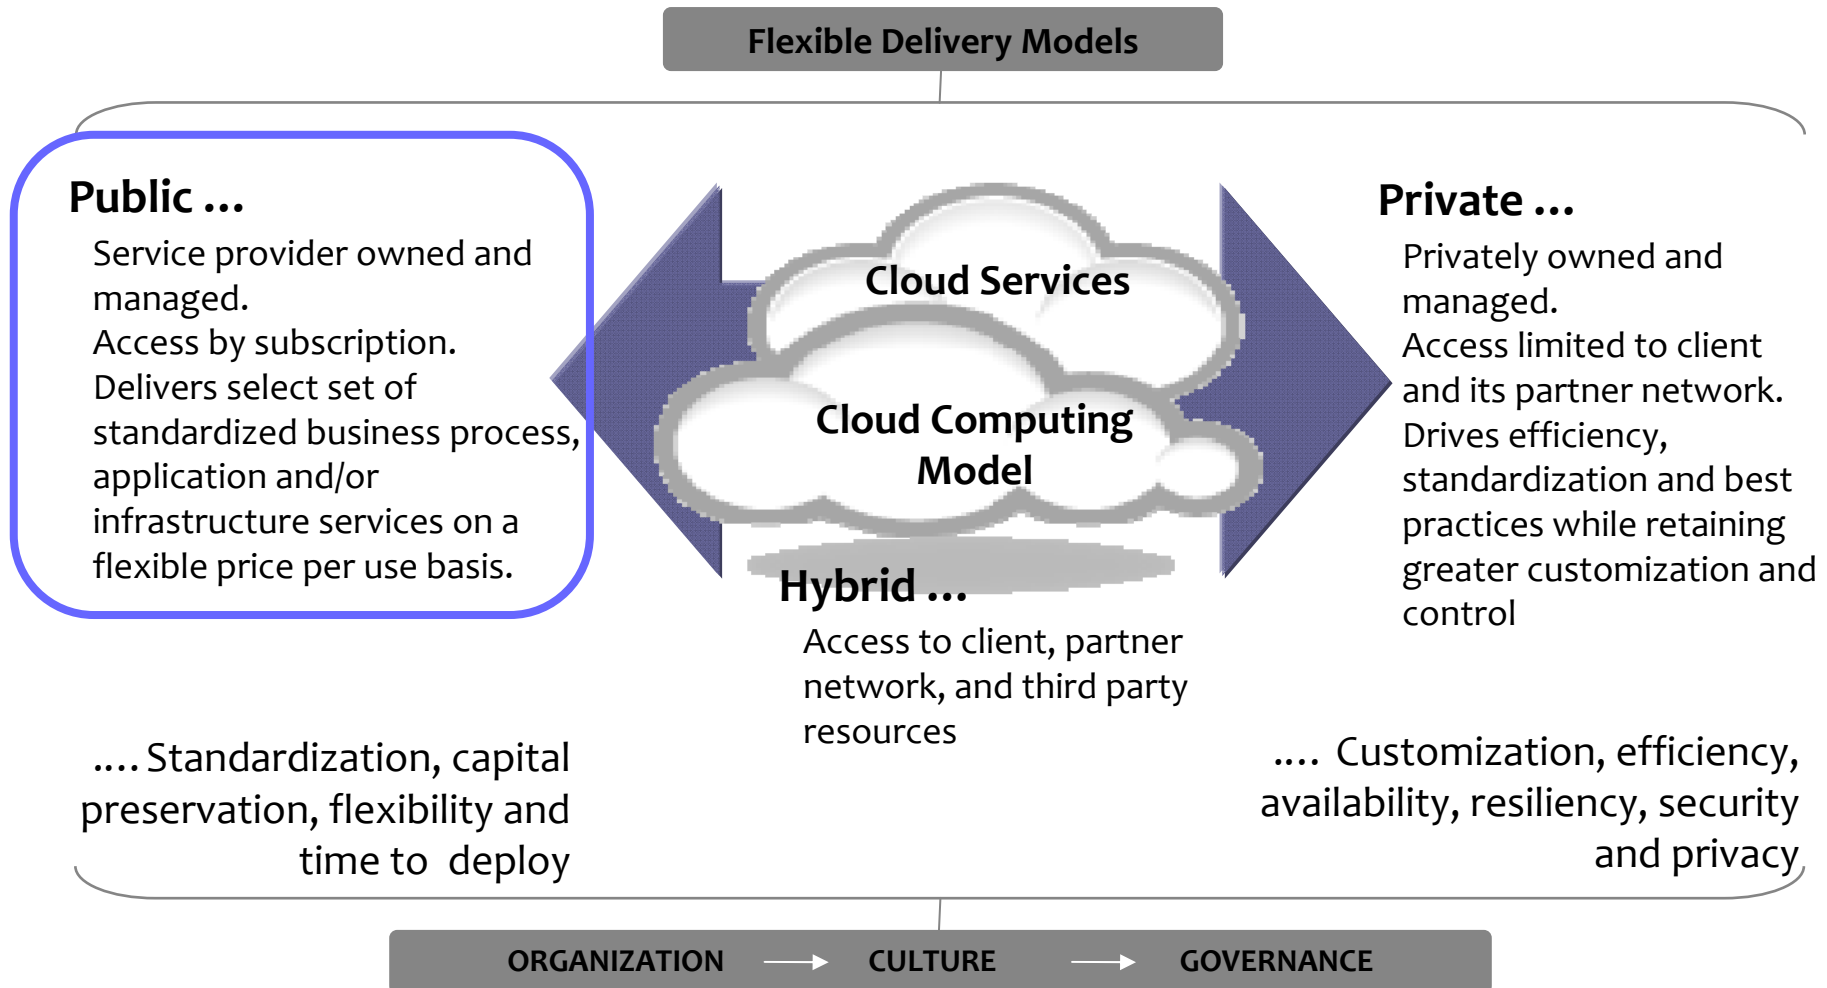 Flexible Delivery Models
Public ...
Service provider owned and
managed.
Access by subscription.
Delivers select set of
standardized business process,
application and/or
infrastructure services on a
flexible price per use basis.
Cloud Services
Cloud Computing
Model
Hybrid ...
Access to client, partner
network, and third party
resources
Private ...
Privately owned and
managed.
Access limited to client
and its partner network.
Drives efficiency,
standardization and best
practices while retaining
greater customization and
control
.... Standardization, capital
preservation, flexibility and
time to deploy
.... Customization, efficiency,
availability, resiliency, security
and privacy
ORGANIZATION CULTURE GOVERNANCE